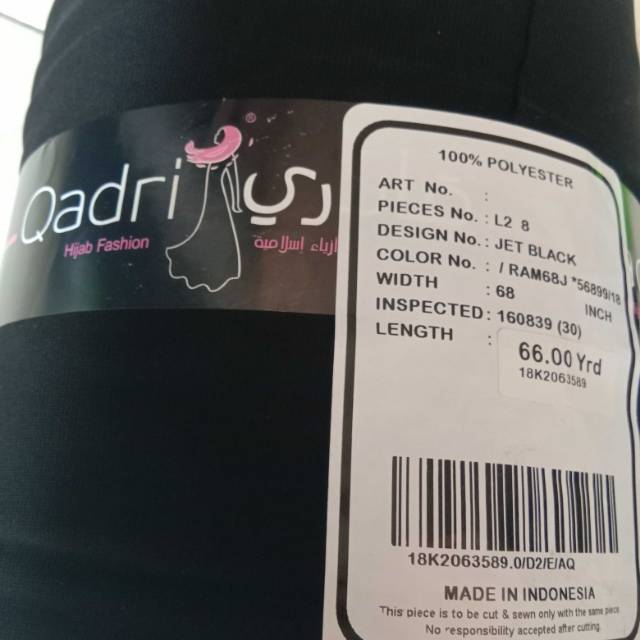 Qadri
Hijab Fashion
®
ري
ازياء إسلامية
100% POLYESTER
ART No. :
PIECES No. : L2 8
DESIGN No. : JET BLACK
COLOR No. : / RAM68J *56899/18
WIDTH : 68 INCH
INSPECTED : 160839 (30)
LENGTH : 66.00 Yrd
18K2063589
18K2063589.0/D2/E/AQ
MADE IN INDONESIA
This piece is to be cut & sewn only with the same piece
No responsibility accepted after cutting.